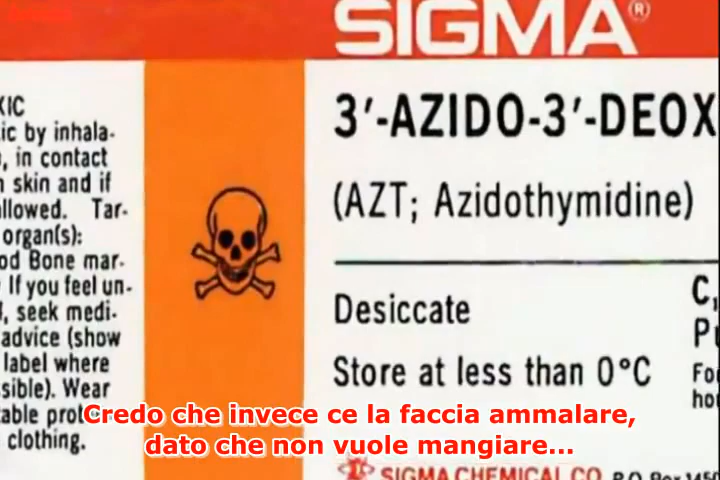 SIGMA®
XIC
ic by inhala-
, in contact
skin and if
llowed. Tar-
organ(s):
od Bone mar-
If you feel un-
, seek medi-
advice (show
label where
sible). Wear
able
clothing.
3'-AZIDO-3'-DEOX
(AZT; Azidothymidine)
Desiccate
Store at less than 0°C
C,
Fo
Credo che invece ce la faccia ammalare,
dato che non vuole mangiare...
SIGMA CHEMICAL CO. P.O. Box 1450